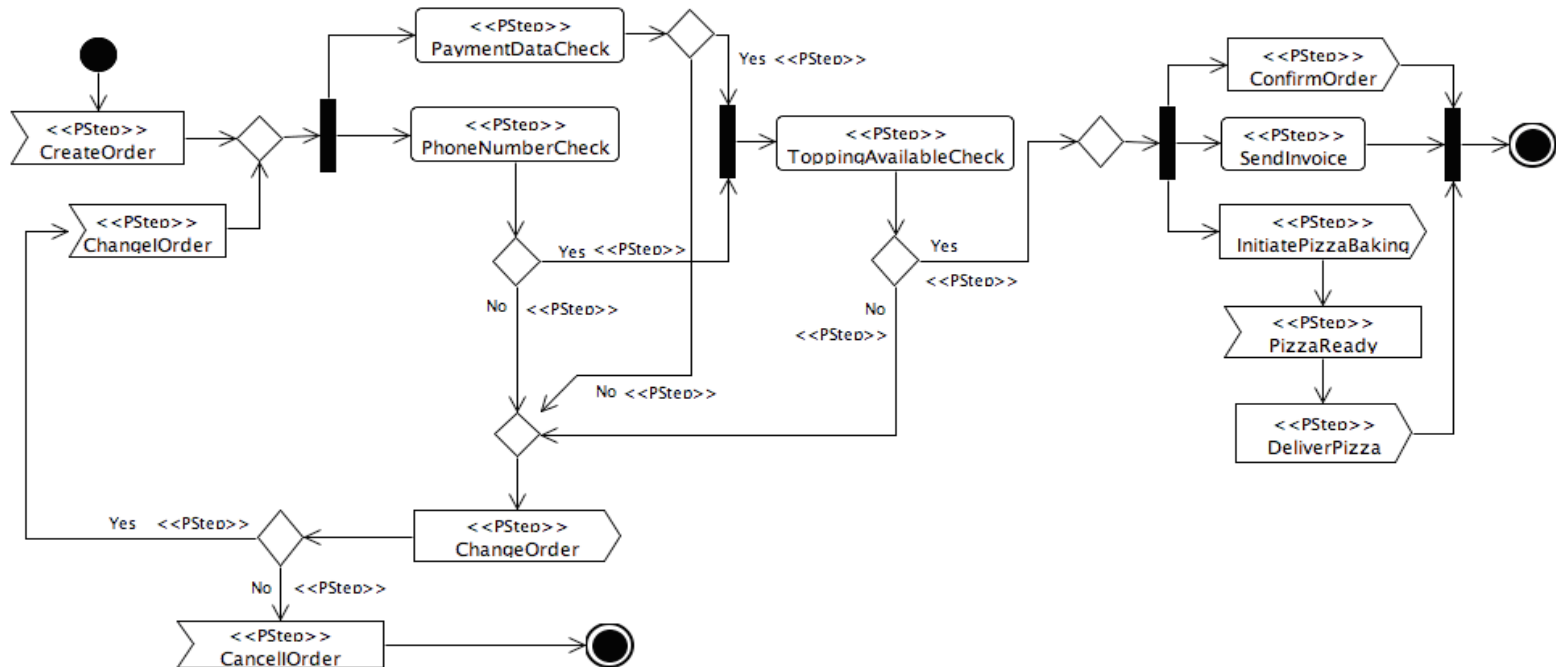 <<PStep>>
PaymentDataCheck
Yes <<PStep>>
<<PStep>>
ConfirmOrder
<<PStep>>
CreateOrder
<<PStep>>
PhoneNumberCheck
<<PStep>>
ToppingAvailableCheck
<<PStep>>
SendInvoice
<<PStep>>
ChangelOrder
Yes <<PStep>>
Yes
<<PStep>>
<<PStep>>
InitiatePizzaBaking
No <<PStep>>
No
<<PStep>>
<<PStep>>
PizzaReady
No <<PStep>>
<<PStep>>
DeliverPizza
Yes <<PStep>>
<<PStep>>
ChangeOrder
No <<PStep>>
<<PStep>>
CancellOrder